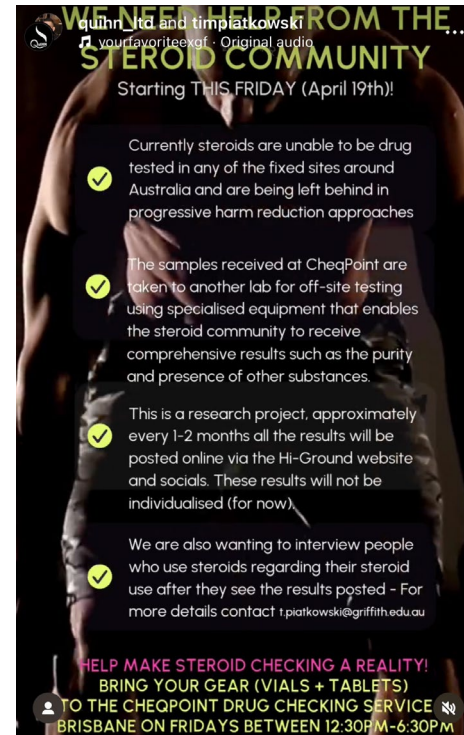 WE NEED HELP FROM THE
quihn_ltd and timpiatkowski
yourfavoriteexgf · Original audio
STEROID COMMUNITY
Starting THIS FRIDAY (April 19th)!
Currently steroids are unable to be drug
tested in any of the fixed sites around
Australia and are being left behind in
progressive harm reduction approaches
The samples received at CheqPoint are
taken to another lab for off-site testing
using specialised equipment that enables
the steroid community to receive
comprehensive results such as the purity
and presence of other substances.
This is a research project, approximately
every 1-2 months all the results will be
posted online via the Hi-Ground website
and socials. These results will not be
individualised (for now).
We are also wanting to interview people
who use steroids regarding their steroid
use after they see the results posted - For
more details contact t.piatkowski@griffith.edu.au
HELP MAKE STEROID CHECKING A REALITY!
BRING YOUR GEAR (VIALS + TABLETS)
TO THE CHEQPOINT DRUG CHECKING SERVICE
BRISBANE ON FRIDAYS BETWEEN 12:30PM-6:30PM